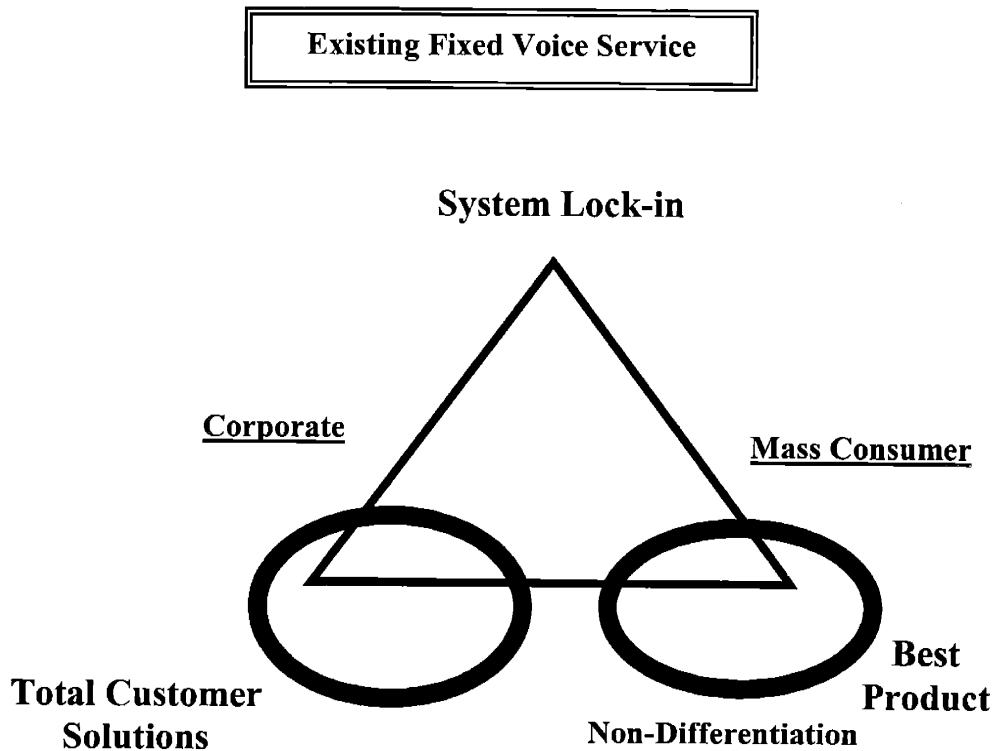 Existing Fixed Voice Service
System Lock-in
Corporate
Mass Consumer
Best
Product
Total Customer
Solutions
Non-Differentiation